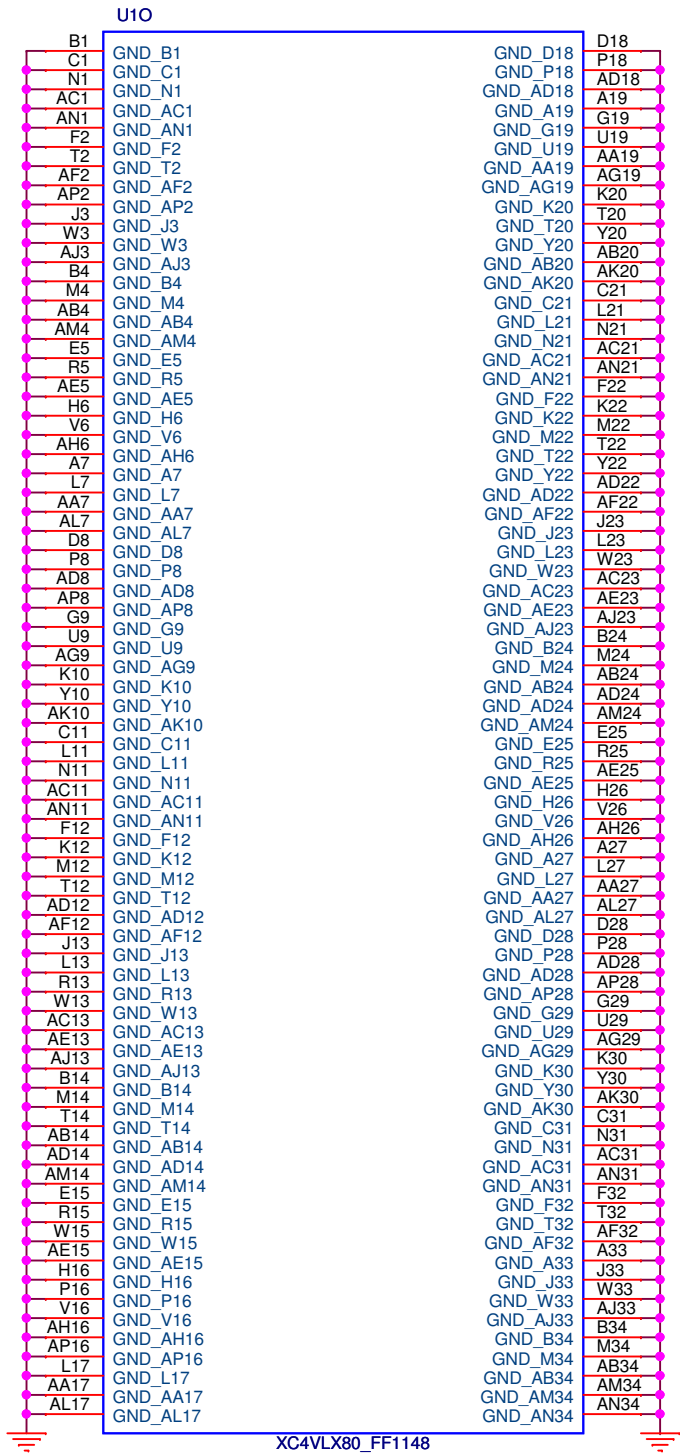 U1O
B1 GND_B1 GND_D18 D18
C1 GND_C1 GND_P18 P18
N1 GND_N1 GND_AD18 AD18
AC1 GND_AC1 GND_A19 A19
AN1 GND_AN1 GND_G19 G19
F2 GND_F2 GND_U19 U19
T2 GND_T2 GND_AA19 AA19
AF2 GND_AF2 GND_AG19 AG19
AP2 GND_AP2 GND_K20 K20
J3 GND_J3 GND_T20 T20
W3 GND_W3 GND_Y20 Y20
AJ3 GND_AJ3 GND_AB20 AB20
B4 GND_B4 GND_AK20 AK20
M4 GND_M4 GND_C21 C21
AB4 GND_AB4 GND_L21 L21
AM4 GND_AM4 GND_N21 N21
E5 GND_E5 GND_AC21 AC21
R5 GND_R5 GND_AN21 AN21
AE5 GND_AE5 GND_F22 F22
H6 GND_H6 GND_K22 K22
V6 GND_V6 GND_M22 M22
AH6 GND_AH6 GND_T22 T22
A7 GND_A7 GND_Y22 Y22
L7 GND_L7 GND_AD22 AD22
AA7 GND_AA7 GND_AF22 AF22
AL7 GND_AL7 GND_J23 J23
D8 GND_D8 GND_L23 L23
P8 GND_P8 GND_W23 W23
AD8 GND_AD8 GND_AC23 AC23
AP8 GND_AP8 GND_AE23 AE23
G9 GND_G9 GND_AJ23 AJ23
U9 GND_U9 GND_B24 B24
AG9 GND_AG9 GND_M24 M24
K10 GND_K10 GND_AB24 AB24
Y10 GND_Y10 GND_AD24 AD24
AK10 GND_AK10 GND_AM24 AM24
C11 GND_C11 GND_E25 E25
L11 GND_L11 GND_R25 R25
N11 GND_N11 GND_AE25 AE25
AC11 GND_AC11 GND_H26 H26
AN11 GND_AN11 GND_V26 V26
F12 GND_F12 GND_AH26 AH26
K12 GND_K12 GND_A27 A27
M12 GND_M12 GND_L27 L27
T12 GND_T12 GND_AA27 AA27
AD12 GND_AD12 GND_AL27 AL27
AF12 GND_AF12 GND_D28 D28
J13 GND_J13 GND_P28 P28
L13 GND_L13 GND_AD28 AD28
R13 GND_R13 GND_AP28 AP28
W13 GND_W13 GND_G29 G29
AC13 GND_AC13 GND_U29 U29
AE13 GND_AE13 GND_AG29 AG29
AJ13 GND_AJ13 GND_K30 K30
B14 GND_B14 GND_Y30 Y30
M14 GND_M14 GND_AK30 AK30
T14 GND_T14 GND_C31 C31
AB14 GND_AB14 GND_N31 N31
AD14 GND_AD14 GND_AC31 AC31
AM14 GND_AM14 GND_AN31 AN31
E15 GND_E15 GND_F32 F32
R15 GND_R15 GND_T32 T32
W15 GND_W15 GND_AF32 AF32
AE15 GND_AE15 GND_A33 A33
H16 GND_H16 GND_J33 J33
P16 GND_P16 GND_W33 W33
V16 GND_V16 GND_AJ33 AJ33
AH16 GND_AH16 GND_B34 B34
AP16 GND_AP16 GND_M34 M34
L17 GND_L17 GND_AB34 AB34
AA17 GND_AA17 GND_AM34 AM34
AL17 GND_AL17 GND_AN34 AN34
XC4VLX80_FF1148